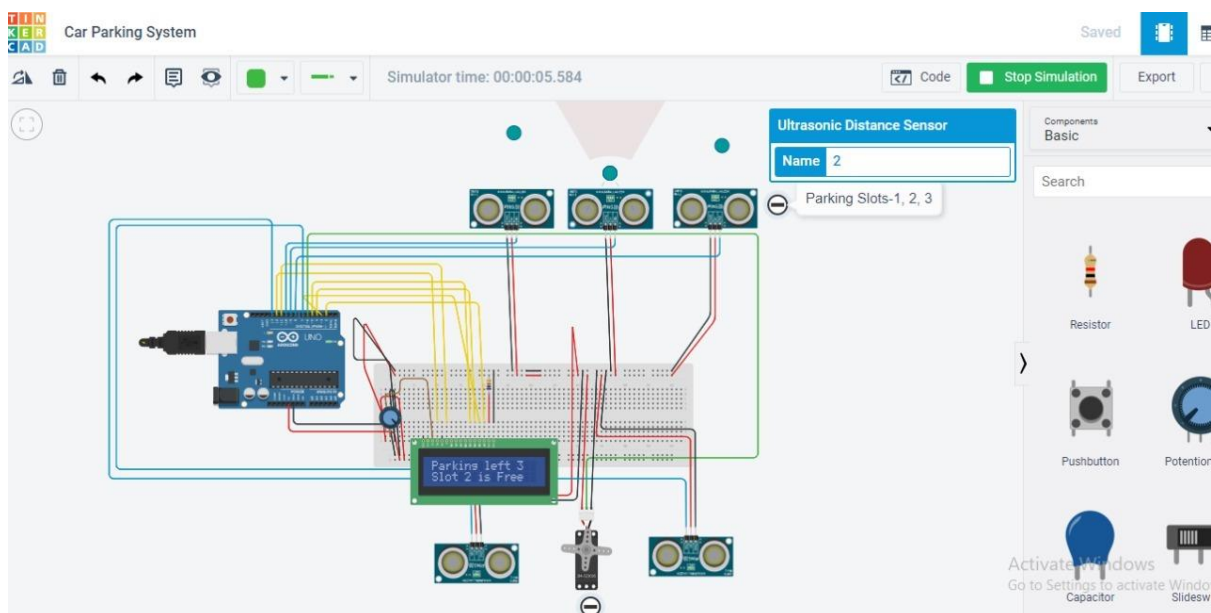 TIN
KER
CAD
Car Parking System
Saved
Simulator time: 00:00:05.584
Code
Stop Simulation
Export
Ultrasonic Distance Sensor
Name 2
Parking Slots-1, 2, 3
Components
Basic
Search
Resistor
LED
Pushbutton
Potention
Capacitor
Slidesw
UNO
Parking left 3
Slot 2 is Free
Activate Windows
Go to Settings to activate Windo